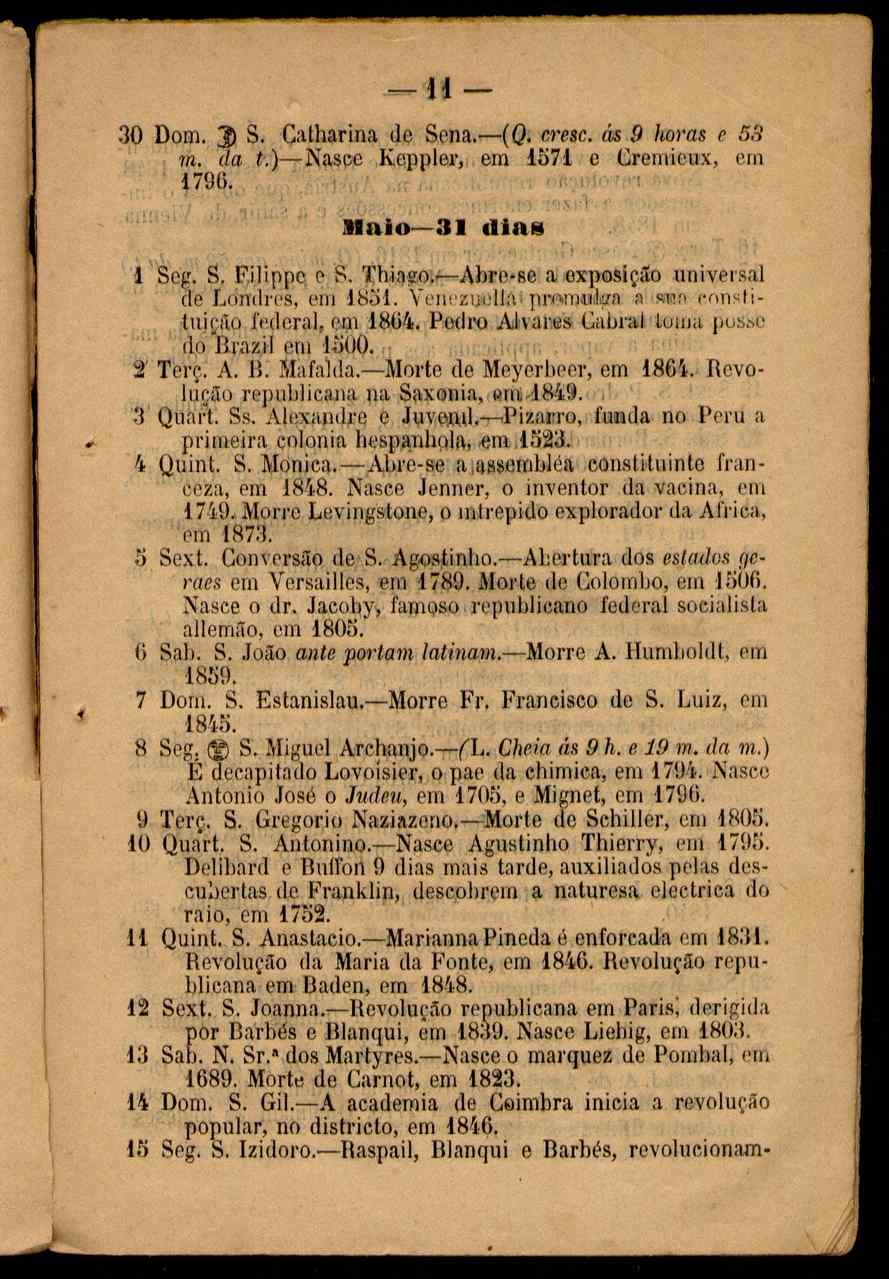 — 11 —
30 Dom. S. Catharina de Sena.—(Q. cresc. ás 9 horas e 53
m. da t.)—Nasce Keppler, em 1571 e Cremieux, em
1796.
Maio—31 dias
1 Seg. S. Filippe e S. Thiago.—Abre-se a exposição universal
de Londres, em 1851. Venezuella promulga a sua consti-
tuição federal, em 1864. Pedro Alvares Cabral toma posse
do Brazil em 1500.
2 Terç. A. B. Mafalda.—Morte de Meyerbeer, em 1864. Revo-
lução republicana na Saxonia, em 1849.
3 Quart. Ss. Alexandre e Juvenil.—Pizarro, funda no Peru a
primeira colonia hespanhola, em 1523.
4 Quint. S. Monica.—Abre-se a assembléa constituinte fran-
ceza, em 1848. Nasce Jenner, o inventor da vacina, em
1749. Morre Levingstone, o intrepido explorador da Africa,
em 1873.
5 Sext. Conversão de S. Agostinho.—Abertura dos estados ge-
raes em Versailles, em 1789. Morte de Colombo, em 1506.
Nasce o dr. Jacoby, famoso republicano federal socialista
allemão, em 1805.
6 Sab. S. João ante portam latinam.—Morre A. Humboldt, em
1859.
7 Dom. S. Estanislau.—Morre Fr. Francisco de S. Luiz, em
1845.
8 Seg. S. Miguel Archanjo.—(L. Cheia ás 9 h. e 19 m. da m.)
E decapitado Lovoisier, o pae da chimica, em 1794. Nasce
Antonio José o Judeu, em 1705, e Mignet, em 1796.
9 Terç. S. Gregorio Naziazeno.—Morte de Schiller, em 1805.
10 Quart. S. Antonino.—Nasce Agustinho Thierry, em 1795.
Delibard e Buffon 9 dias mais tarde, auxiliados pelas des-
cubertas de Franklin, descobrem a naturesa electrica do
raio, em 1752.
11 Quint. S. Anastacio.—Marianna Pineda é enforcada em 1831.
Revolução da Maria da Fonte, em 1846. Revolução repu-
blicana em Baden, em 1848.
12 Sext. S. Joanna.—Revolução republicana em Paris, derigida
por Barbés e Blanqui, em 1839. Nasce Liebig, em 1803.
13 Sab. N. Sr.ª dos Martyres.—Nasce o marquez de Pombal, em
1689. Morte de Carnot, em 1823.
14 Dom. S. Gil.—A academia de Coimbra inicia a revolução
popular, no districto, em 1846.
15 Seg. S. Izidoro.—Raspail, Blanqui e Barbés, revolucionam-